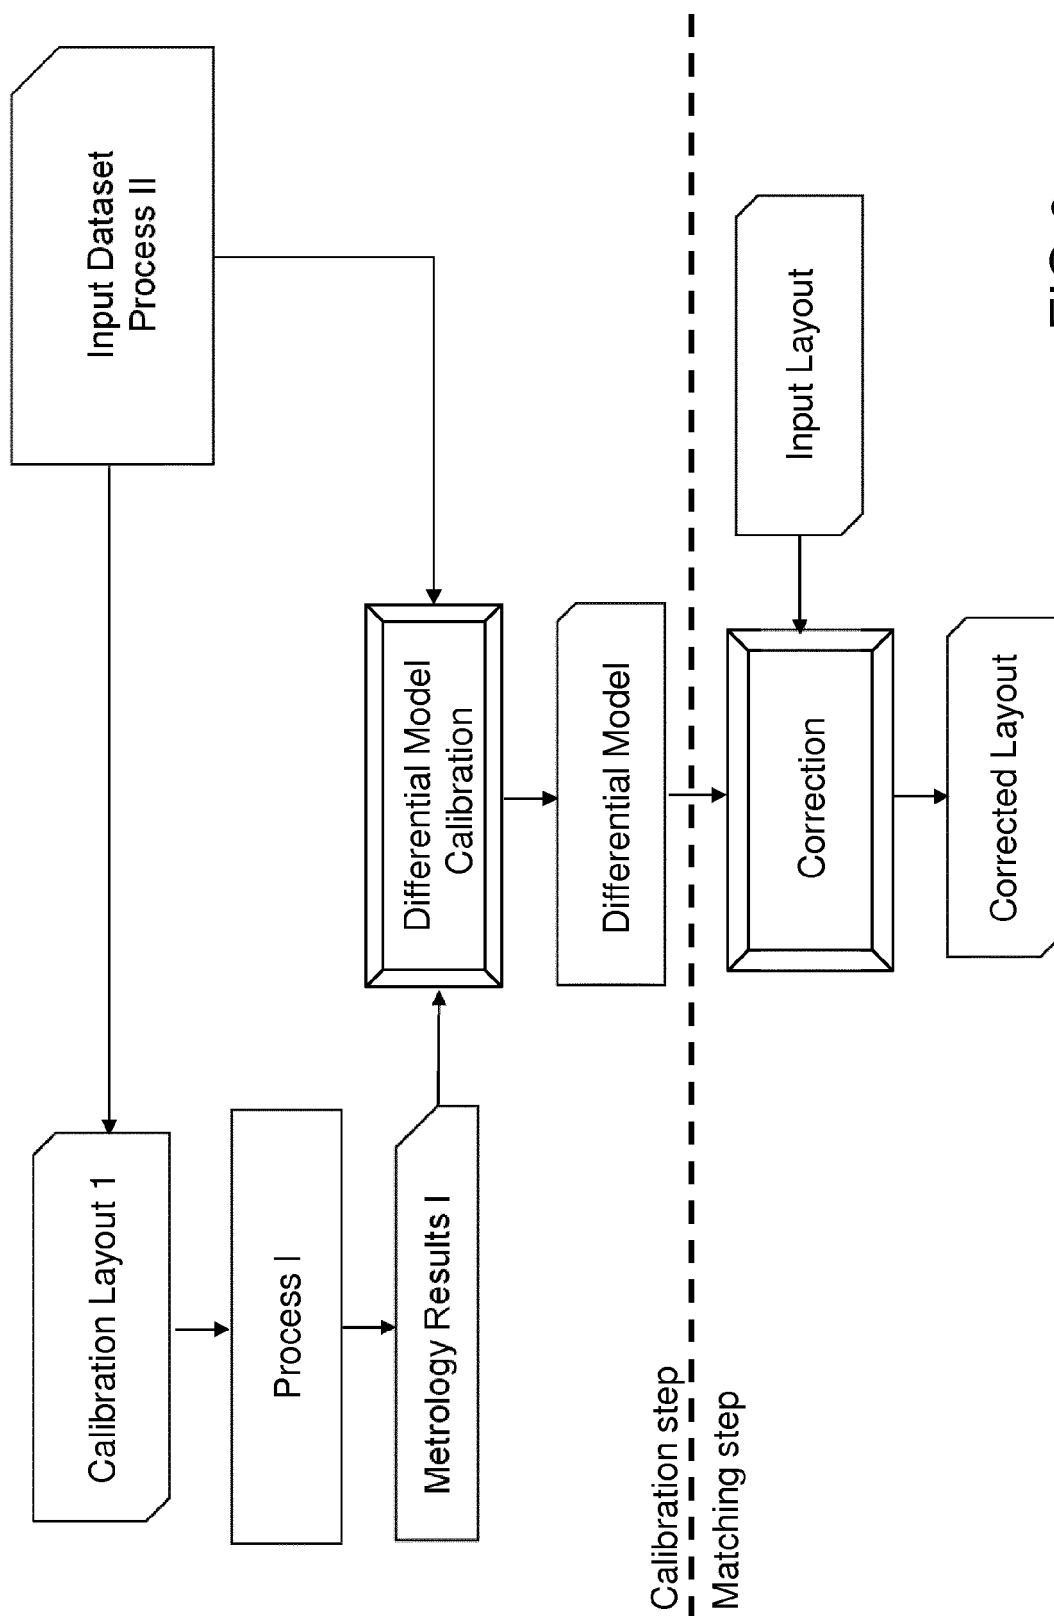 Calibration Layout 1
Input Dataset
Process II
Process I
Metrology Results I
Differential Model
Calibration
Differential Model
Calibration step
Matching step
Correction
Input Layout
Corrected Layout